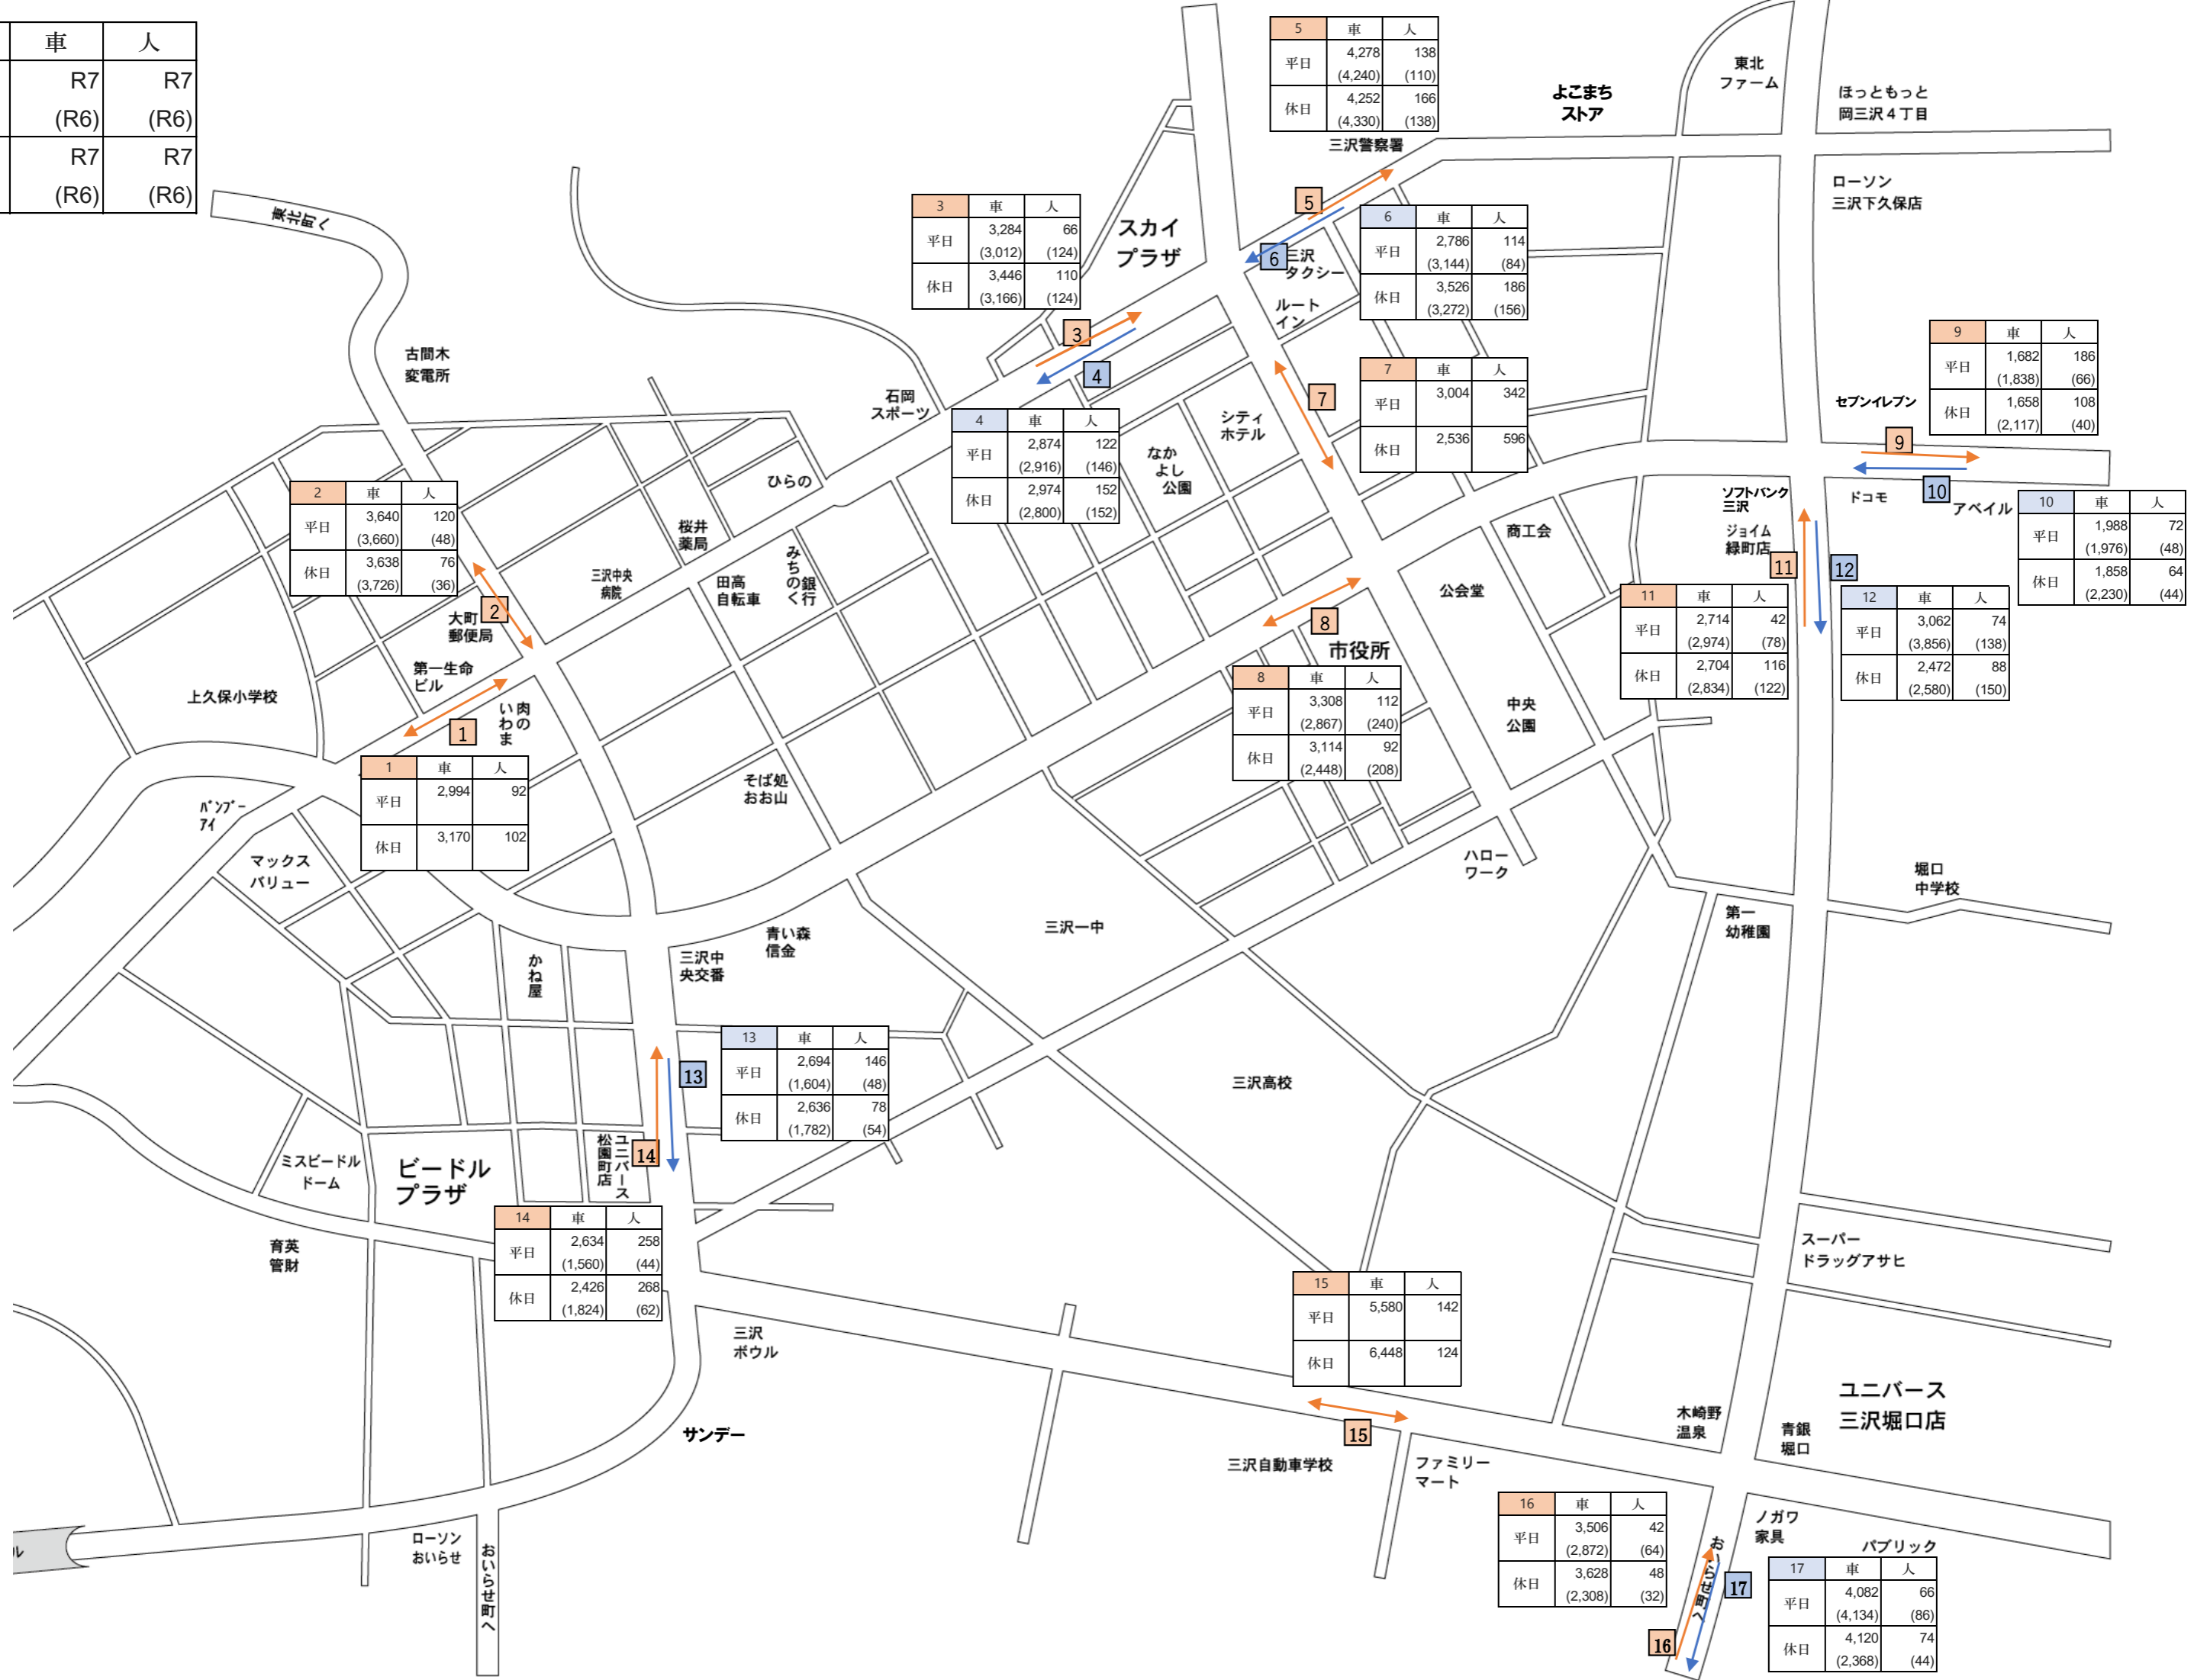 車 人
R7 R7
(R6) (R6)
R7 R7
(R6) (R6)
5 車 人
平日 4,278 138
(4,240) (110)
休日 4,252 166
(4,330) (138)
三沢警察署
よこまち
ストア
東北
ファーム
ほっともっと
岡三沢４丁目
ローソン
三沢下久保店
東北町へ
3 車 人
平日 3,284 66
(3,012) (124)
休日 3,446 110
(3,166) (124)
スカイ
プラザ
5
6
三沢
タクシー
6 車 人
平日 2,786 114
(3,144) (84)
休日 3,526 186
(3,272) (156)
ルート
イン
3
4
古間木
変電所
石岡
スポーツ
7
7 車 人
平日 3,004 342
休日 2,536 596
9 車 人
平日 1,682 186
(1,838) (66)
休日 1,658 108
(2,117) (40)
セブンイレブン
9
10
ドコモ
アベイル
10 車 人
平日 1,988 72
(1,976) (48)
休日 1,858 64
(2,230) (44)
4 車 人
平日 2,874 122
(2,916) (146)
休日 2,974 152
(2,800) (152)
シティ
ホテル
なか
よし
公園
ひらの
2 車 人
平日 3,640 120
(3,660) (48)
休日 3,638 76
(3,726) (36)
桜井
薬局
みちのく
銀行
田高
自転車
三沢中央
病院
2
大町
郵便局
第一生命
ビル
上久保小学校
肉の
いわま
1
1 車 人
平日 2,994 92
休日 3,170 102
商工会
公会堂
ソフトバンク
三沢
ジョイム
緑町店
11
12
11 車 人
平日 2,714 42
(2,974) (78)
休日 2,704 116
(2,834) (122)
12 車 人
平日 3,062 74
(3,856) (138)
休日 2,472 88
(2,580) (150)
8
市役所
8 車 人
平日 3,308 112
(2,867) (240)
休日 3,114 92
(2,448) (208)
中央
公園
そば処
おお山
バンブー
アイ
マックス
バリュー
ハロー
ワーク
堀口
中学校
第一
幼稚園
三沢一中
青い森
信金
三沢中
央交番
かね屋
13
13 車 人
平日 2,694 146
(1,604) (48)
休日 2,636 78
(1,782) (54)
三沢高校
14
ユニバース
松園町店
ミスビードル
ドーム
ビードル
プラザ
育英
管財
14 車 人
平日 2,634 258
(1,560) (44)
休日 2,426 268
(1,824) (62)
スーパー
ドラッグアサヒ
15 車 人
平日 5,580 142
休日 6,448 124
三沢
ボウル
サンデー
15
三沢自動車学校
ファミリー
マート
木崎野
温泉
青銀
堀口
ユニバース
三沢堀口店
ローソン
おいらせ
おいらせ町へ
16 車 人
平日 3,506 42
(2,872) (64)
休日 3,628 48
(2,308) (32)
ノガワ
家具
パブリック
おいらせ町へ
16
17
17 車 人
平日 4,082 66
(4,134) (86)
休日 4,120 74
(2,368) (44)
ル